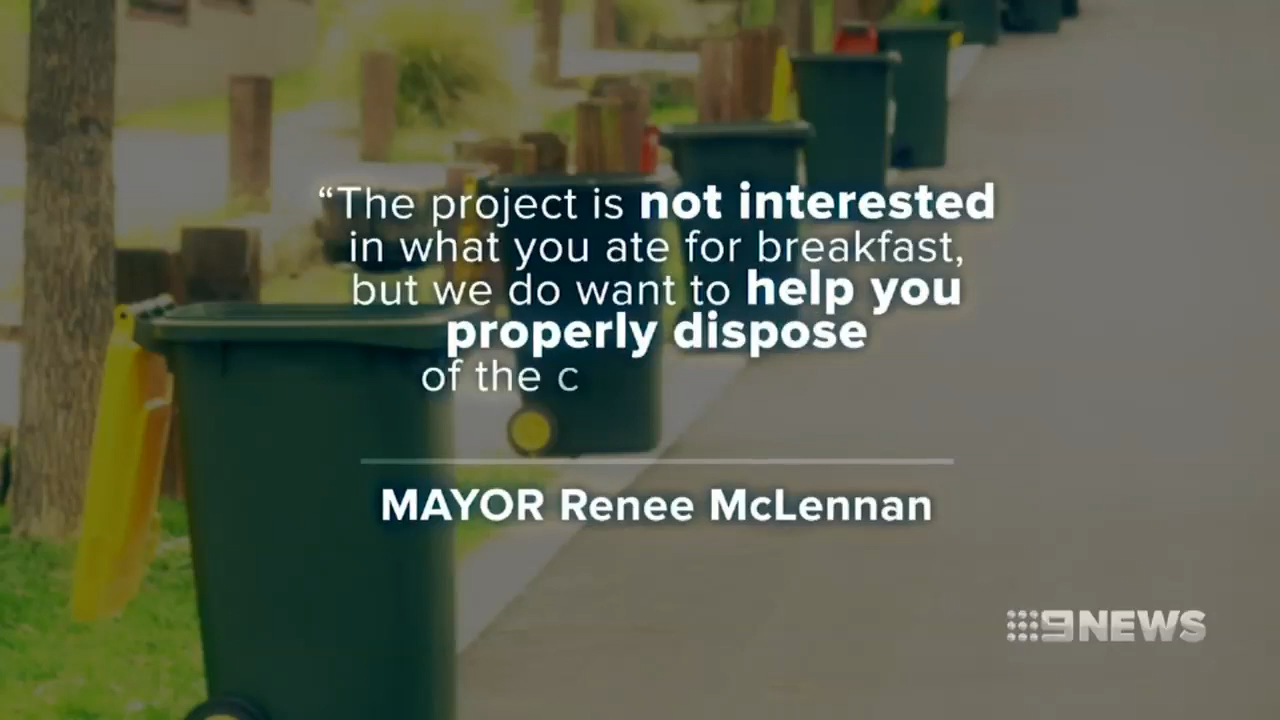 “The project is not interested
in what you ate for breakfast,
but we do want to help you
properly dispose
of the c
MAYOR Renee McLennan
9NEWS